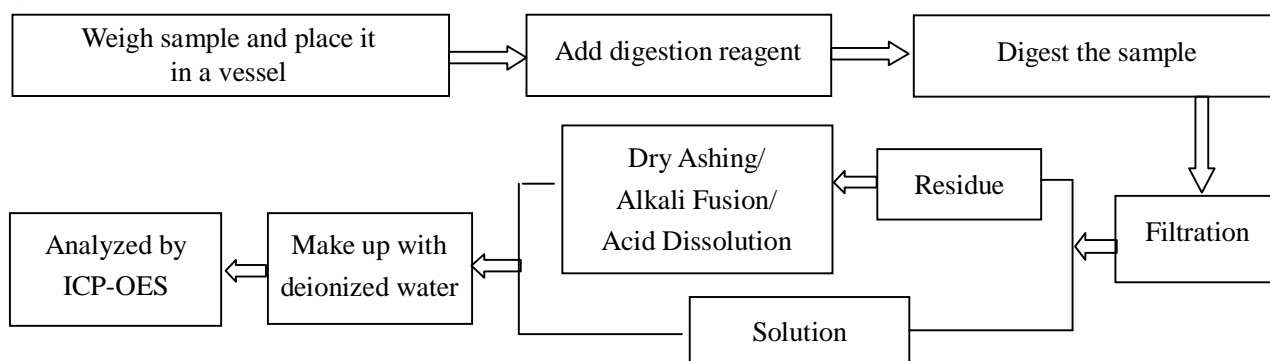 Weigh sample and place it
in a vessel
Add digestion reagent
Digest the sample
Filtration
Residue
Dry Ashing/
Alkali Fusion/
Acid Dissolution
Solution
Make up with
deionized water
Analyzed by
ICP-OES